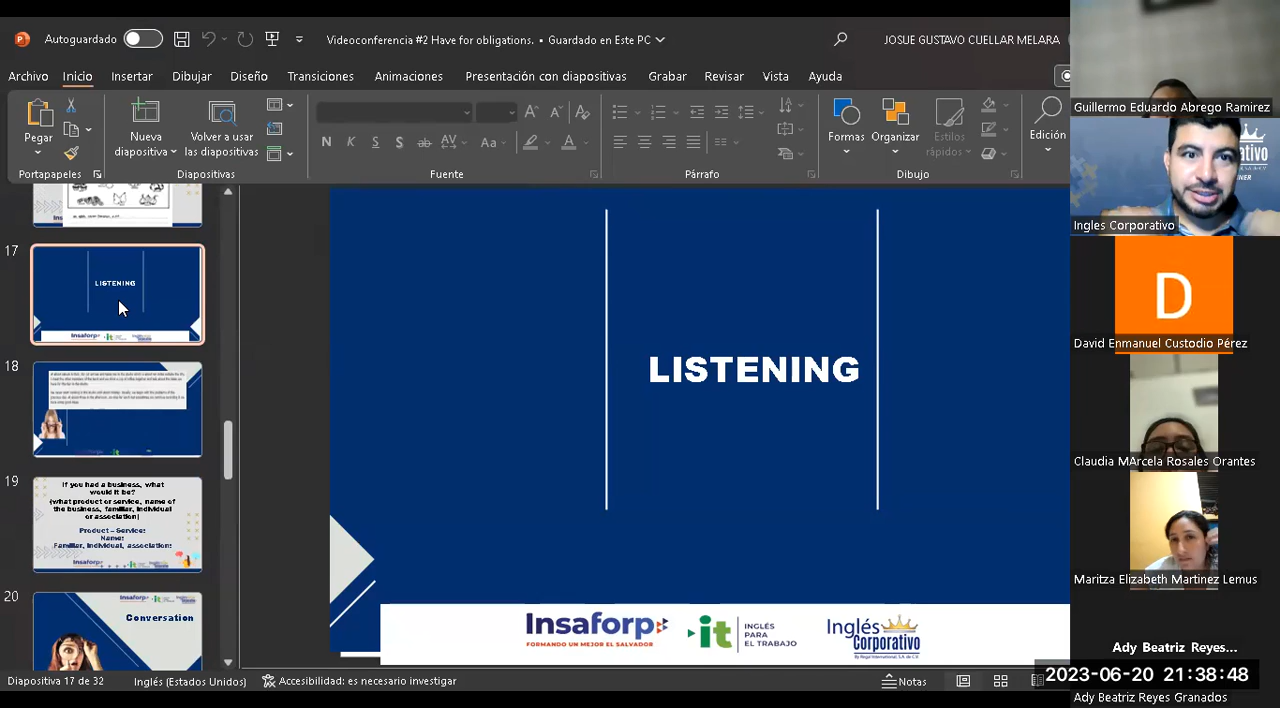 Autoguardado
Videoconferencia #2 Have for obligations. • Guardado en Este PC
JOSUE GUSTAVO CUELLAR MELARA
Archivo Inicio Insertar Dibujar Diseño Transiciones Animaciones Presentación con diapositivas Grabar Revisar Vista Ayuda
Pegar
Nueva diapositiva
Volver a usar las diapositivas
N K S S ab AV Aa A
Formas
Organizar
Estilos rápidos
Edición
Portapapeles
Diapositivas
Fuente
Párrafo
Dibujo
17
LISTENING
18
19
If you had a business, what
would it be?
(what product or service, name of
the business, familiar, individual
or association)
Product – Service:
Name:
Familiar, individual, association:
Insaforp
20
Conversation
LISTENING
Insaforp
FORMANDO UN MEJOR EL SALVADOR
it
INGLÉS
PARA
EL TRABAJO
Inglés
Corporativo
Diapositiva 17 de 32
Inglés (Estados Unidos)
Accesibilidad: es necesario investigar
Notas
Guillermo Eduardo Abrego Ramirez
Ingles Corporativo
D
David Enmanuel Custodio Pérez
Claudia MArcela Rosales Orantes
Maritza Elizabeth Martinez Lemus
Ady Beatriz Reyes...
2023-06-20 21:38:48
Ady Beatriz Reyes Granados